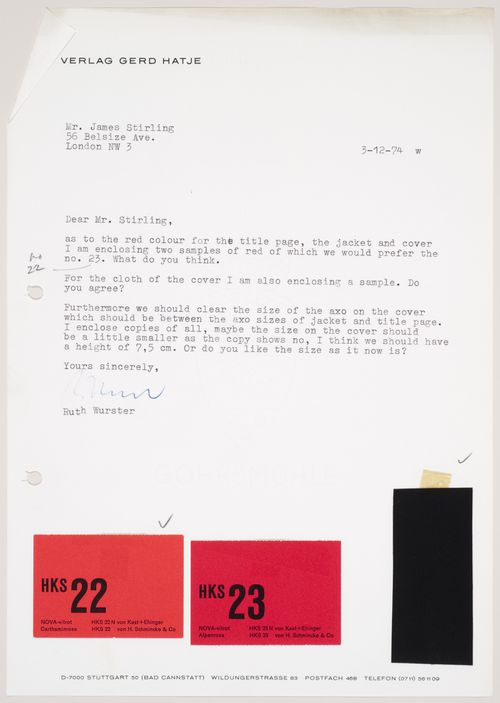 VERLAG GERD HATJE
Mr. James Stirling
56 Belsize Ave.
London NW 3
3-12-74 w
Dear Mr. Stirling,
as to the red colour for the title page, the jacket and cover
I am enclosing two samples of red of which we would prefer the
no. 23. What do you think.
no
22
For the cloth of the cover I am also enclosing a sample. Do
you agree?
Furthermore we should clear the size of the axo on the cover
which should be between the axo sizes of jacket and title page.
I enclose copies of all, maybe the size on the cover should
be a little smaller as the copy shows no, I think we should have
a height of 7,5 cm. Or do you like the size as it now is?
Yours sincerely,
Ruth Wurster
GOHRSMÜHLE
HKS 22
NOVA-vitrot HKS 22 N von Kast+Ehinger
Carthamimrosa HKS 22 von H. Schmincke & Co
HKS 23
NOVA-vitrot HKS 23 N von Kast+Ehinger
Alpenrosa HKS 23 von H. Schmincke & Co
D-7000 STUTTGART 50 (BAD CANNSTATT) WILDUNGERSTRASSE 83 POSTFACH 468 TELEFON (0711) 561109